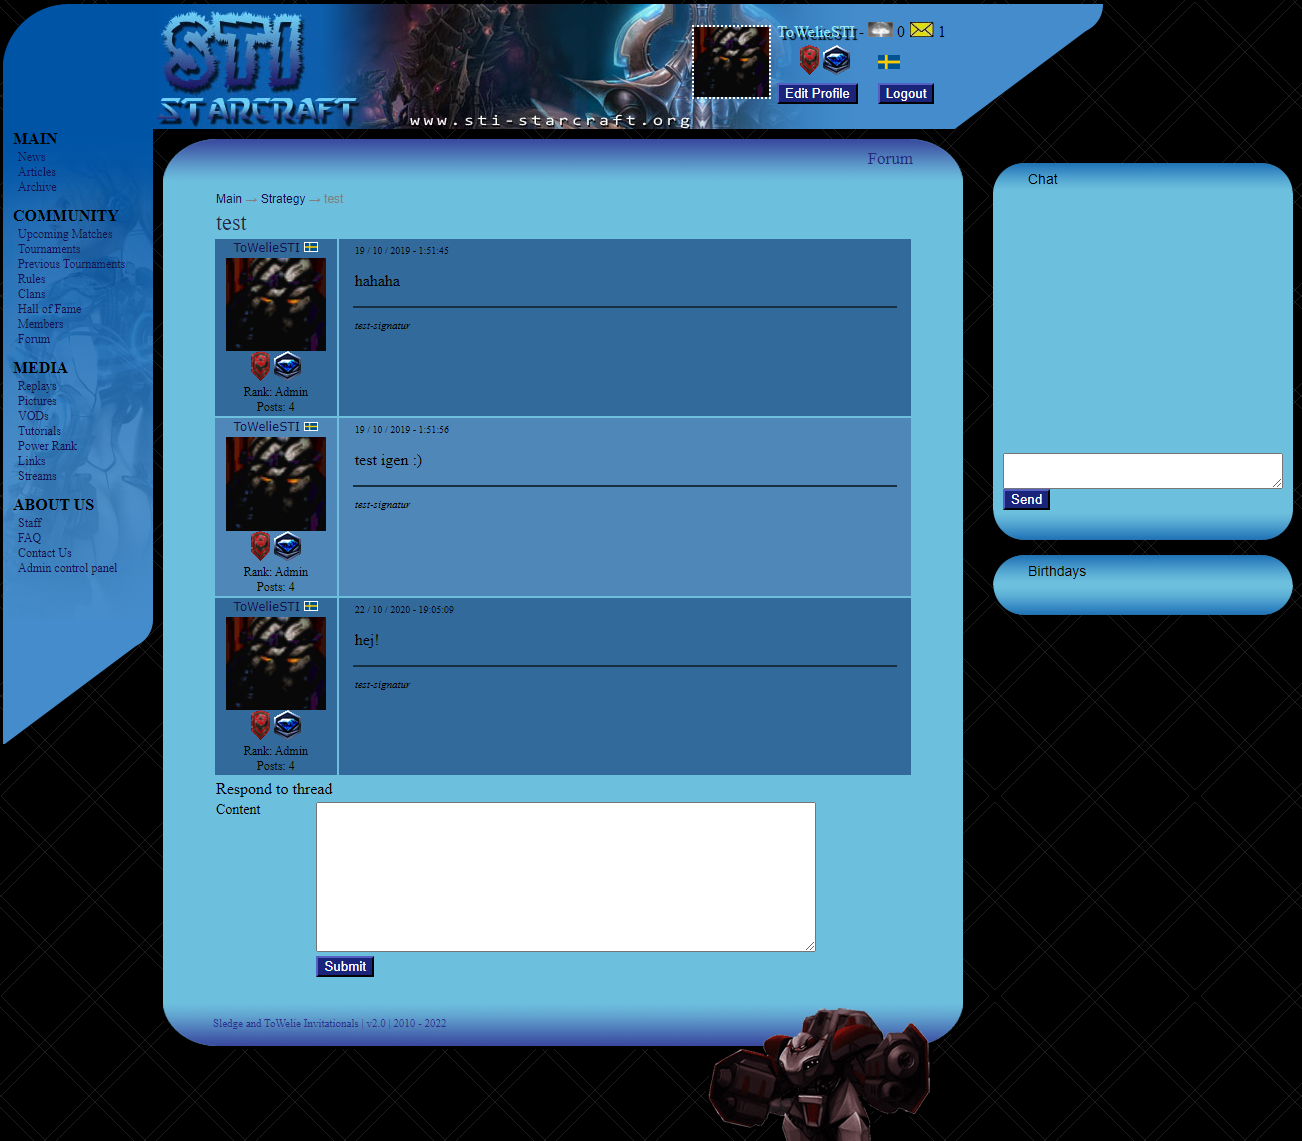 STI
STARCRAFT
www.sti-starcraft.org
ToWelieSTI - 0 1
Edit Profile Logout
MAIN
News
Articles
Archive
COMMUNITY
Upcoming Matches
Tournaments
Previous Tournaments
Rules
Clans
Hall of Fame
Members
Forum
MEDIA
Replays
Pictures
VODs
Tutorials
Power Rank
Links
Streams
ABOUT US
Staff
FAQ
Contact Us
Admin control panel
Forum
Main → Strategy → test
test
ToWelieSTI
Rank: Admin
Posts: 4
19 / 10 / 2019 - 1:51:45
hahaha
test-signatur
ToWelieSTI
Rank: Admin
Posts: 4
19 / 10 / 2019 - 1:51:56
test igen :)
test-signatur
ToWelieSTI
Rank: Admin
Posts: 4
22 / 10 / 2020 - 19:05:09
hej!
test-signatur
Respond to thread
Content
Submit
Sledge and ToWelie Invitationals | v2.0 | 2010 - 2022
Chat
Send
Birthdays